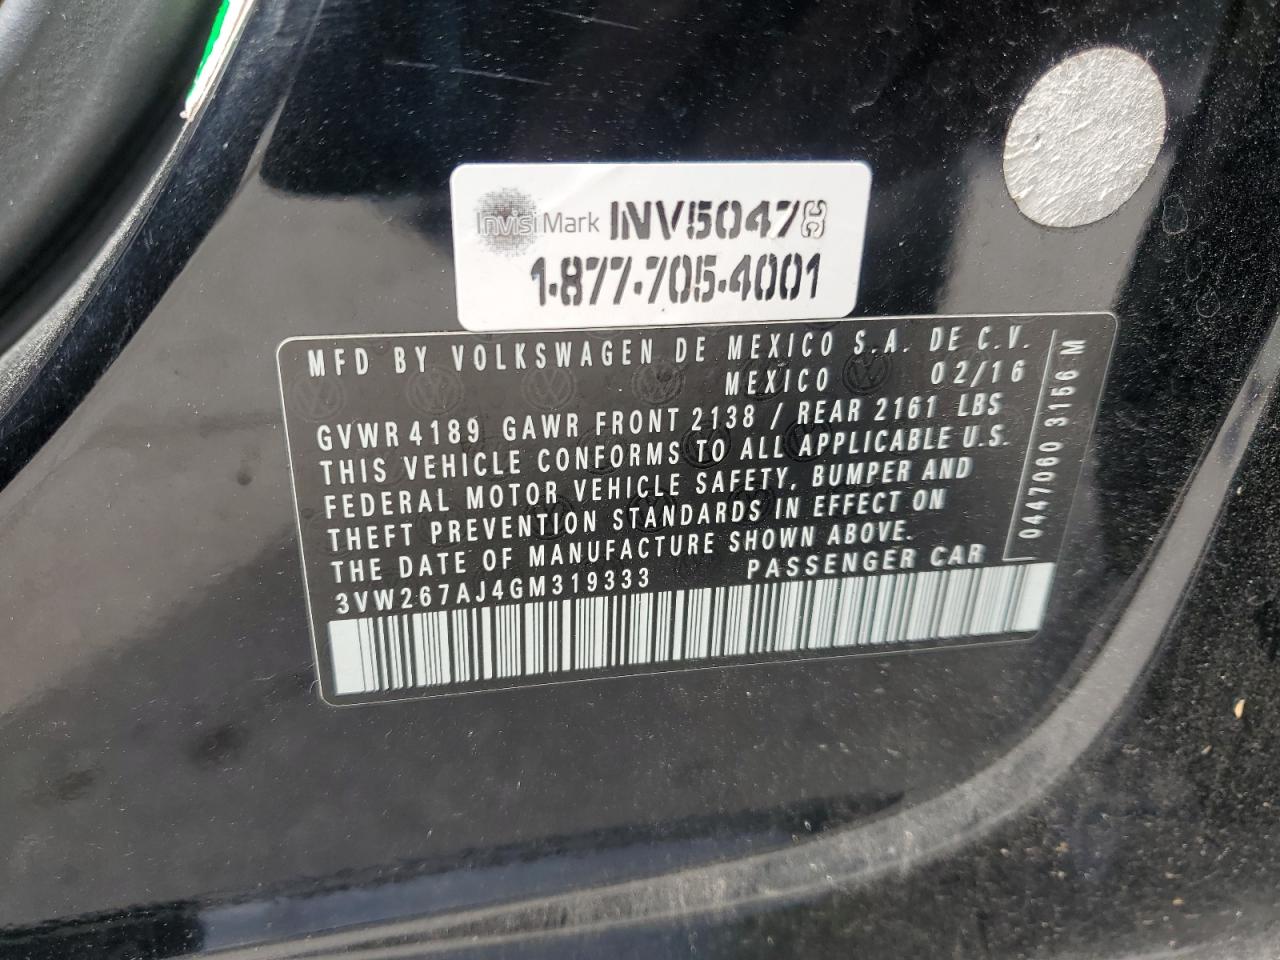 InvisiMark INV50478
1-877-705-4001
MFD BY VOLKSWAGEN DE MEXICO S.A. DE C.V.
MEXICO 02/16
GVWR 4189 GAWR FRONT 2138 / REAR 2161 LBS
THIS VEHICLE CONFORMS TO ALL APPLICABLE U.S.
FEDERAL MOTOR VEHICLE SAFETY, BUMPER AND
THEFT PREVENTION STANDARDS IN EFFECT ON
THE DATE OF MANUFACTURE SHOWN ABOVE.
3VW267AJ4GM319333 PASSENGER CAR
0447060 3156 M